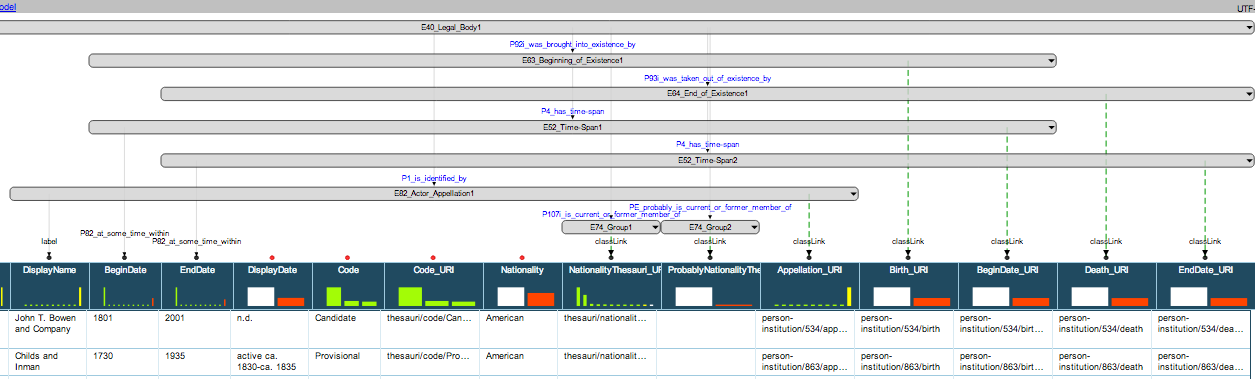 odel
UTF-
E40_Legal_Body1
P92i_was_brought_into_existence_by
E63_Beginning_of_Existence1
P93i_was_taken_out_of_existence_by
E64_End_of_Existence1
P4_has_time-span
E52_Time-Span1
P4_has_time-span
E52_Time-Span2
P1_is_identified_by
E82_Actor_Appellation1
PE_probably_is_current_or_former_member_of
P107i_is_current_or_former_member_of
E74_Group1 E74_Group2
label P82_at_some_time_within P82_at_some_time_within classLink classLink classLink classLink classLink classLink classLink
DisplayName BeginDate EndDate DisplayDate Code Code_URI Nationality NationalityThesauri_UR ProbablyNationalityThe Appellation_URI Birth_URI BeginDate_URI Death_URI EndDate_URI
John T. Bowen 1801 2001 n.d. Candidate thesauri/code/Can... American thesauri/nationalit... person- person- person- person- person-
and Company institution/534/app... institution/534/birth institution/534/birt... institution/534/death institution/534/dea...
Childs and 1730 1935 active ca. Provisional thesauri/code/Pro... American thesauri/nationalit... person- person- person- person- person-
Inman 1830-ca. 1835 institution/863/app... institution/863/birth institution/863/birt... institution/863/death institution/863/dea...